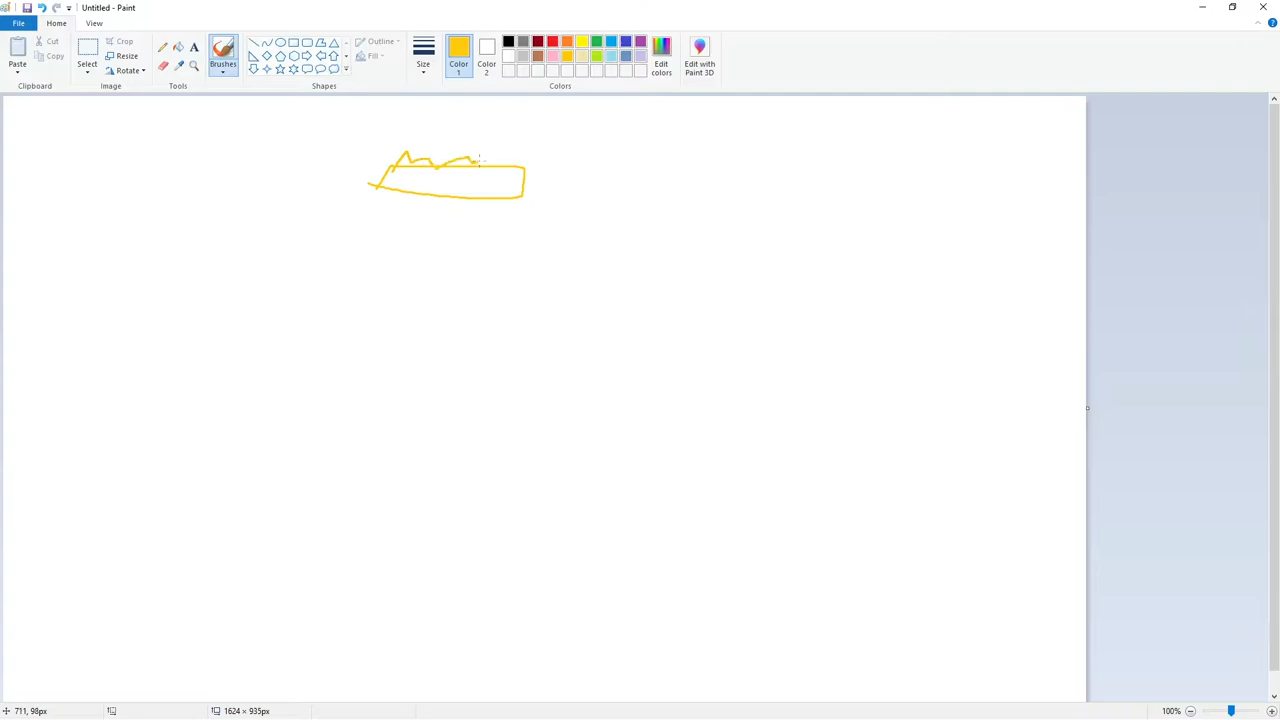 Untitled - Paint
File Home View
Paste
Cut
Copy
Clipboard
Select
Crop
Resize
Rotate
Image
A
Tools
Brushes
Shapes
Outline
Fill
Size
Color 1
Color 2
Edit colors
Colors
Edit with Paint 3D
711, 98px
1624 × 935px
100%